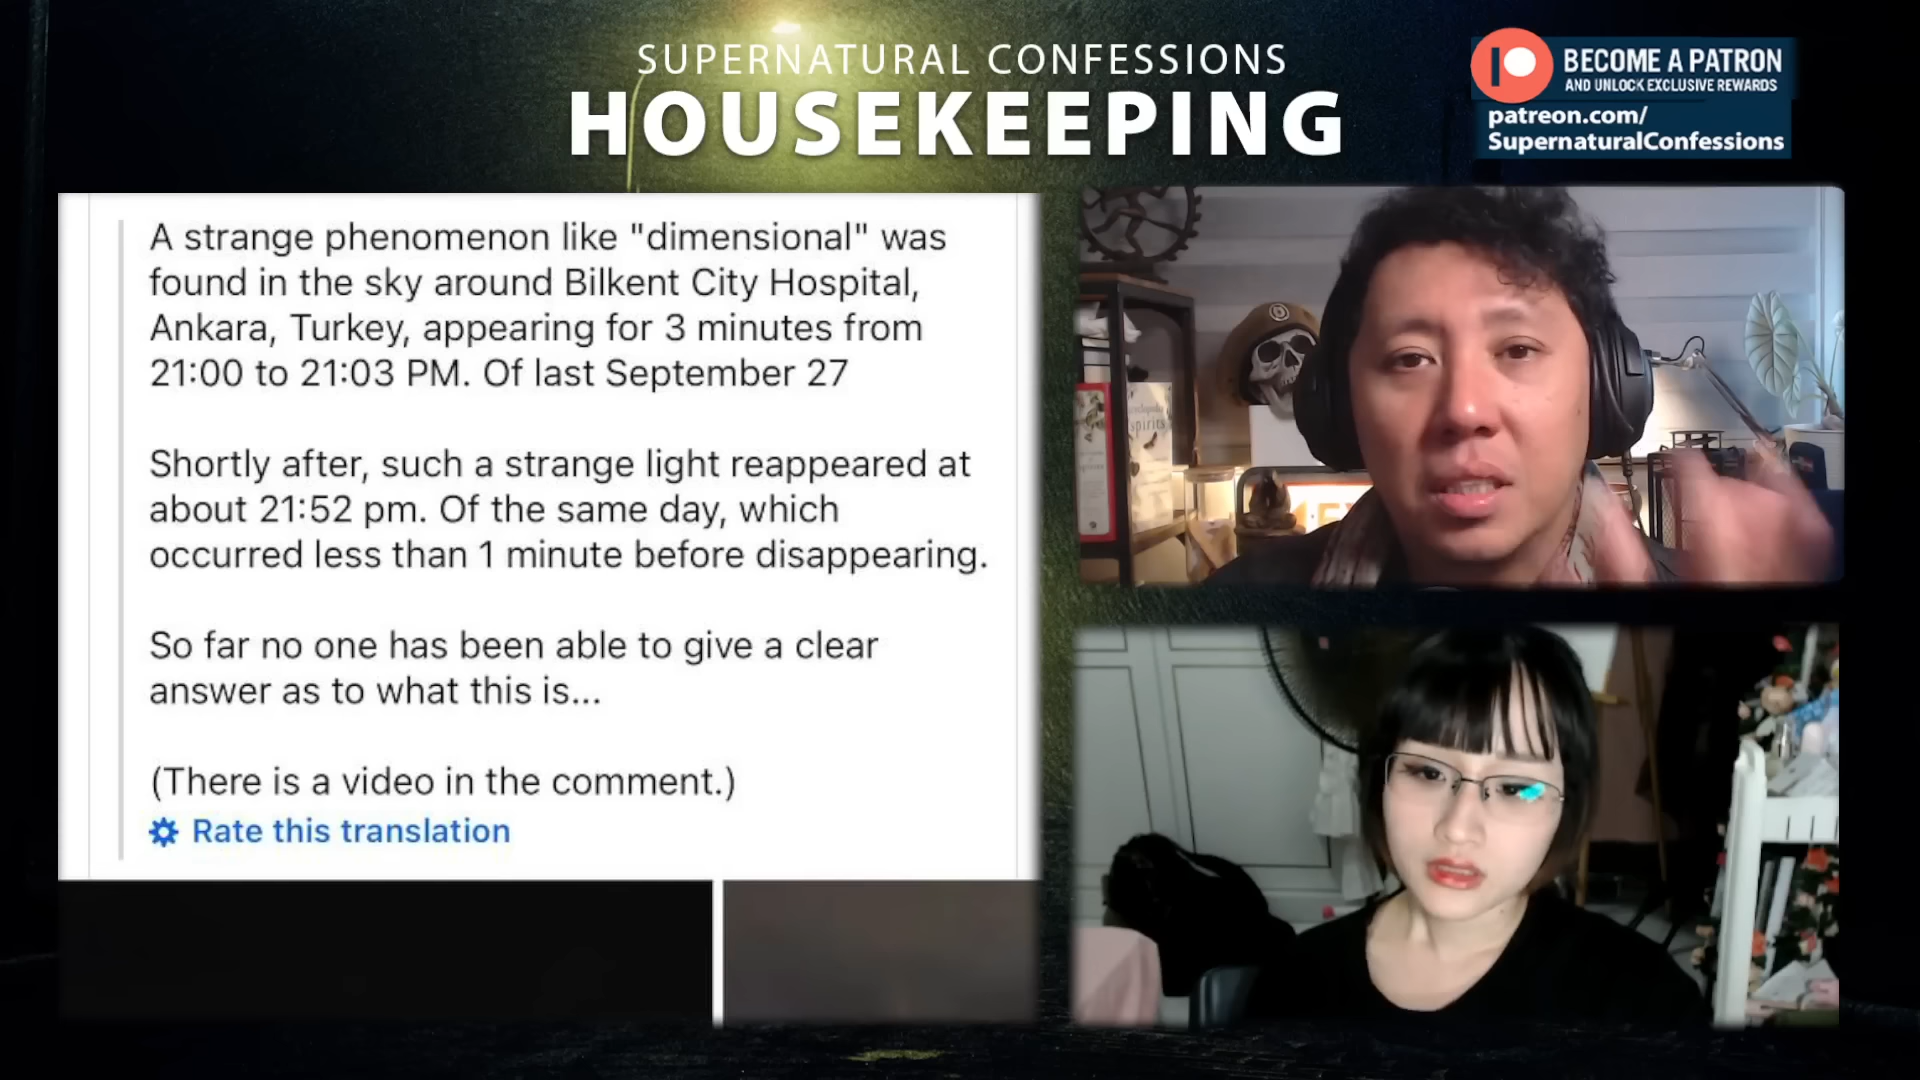 SUPERNATURAL CONFESSIONS
HOUSEKEEPING
BECOME A PATRON
AND UNLOCK EXCLUSIVE REWARDS
patreon.com/
SupernaturalConfessions
A strange phenomenon like "dimensional" was
found in the sky around Bilkent City Hospital,
Ankara, Turkey, appearing for 3 minutes from
21:00 to 21:03 PM. Of last September 27
Shortly after, such a strange light reappeared at
about 21:52 pm. Of the same day, which
occurred less than 1 minute before disappearing.
So far no one has been able to give a clear
answer as to what this is...
(There is a video in the comment.)
Rate this translation
spirits